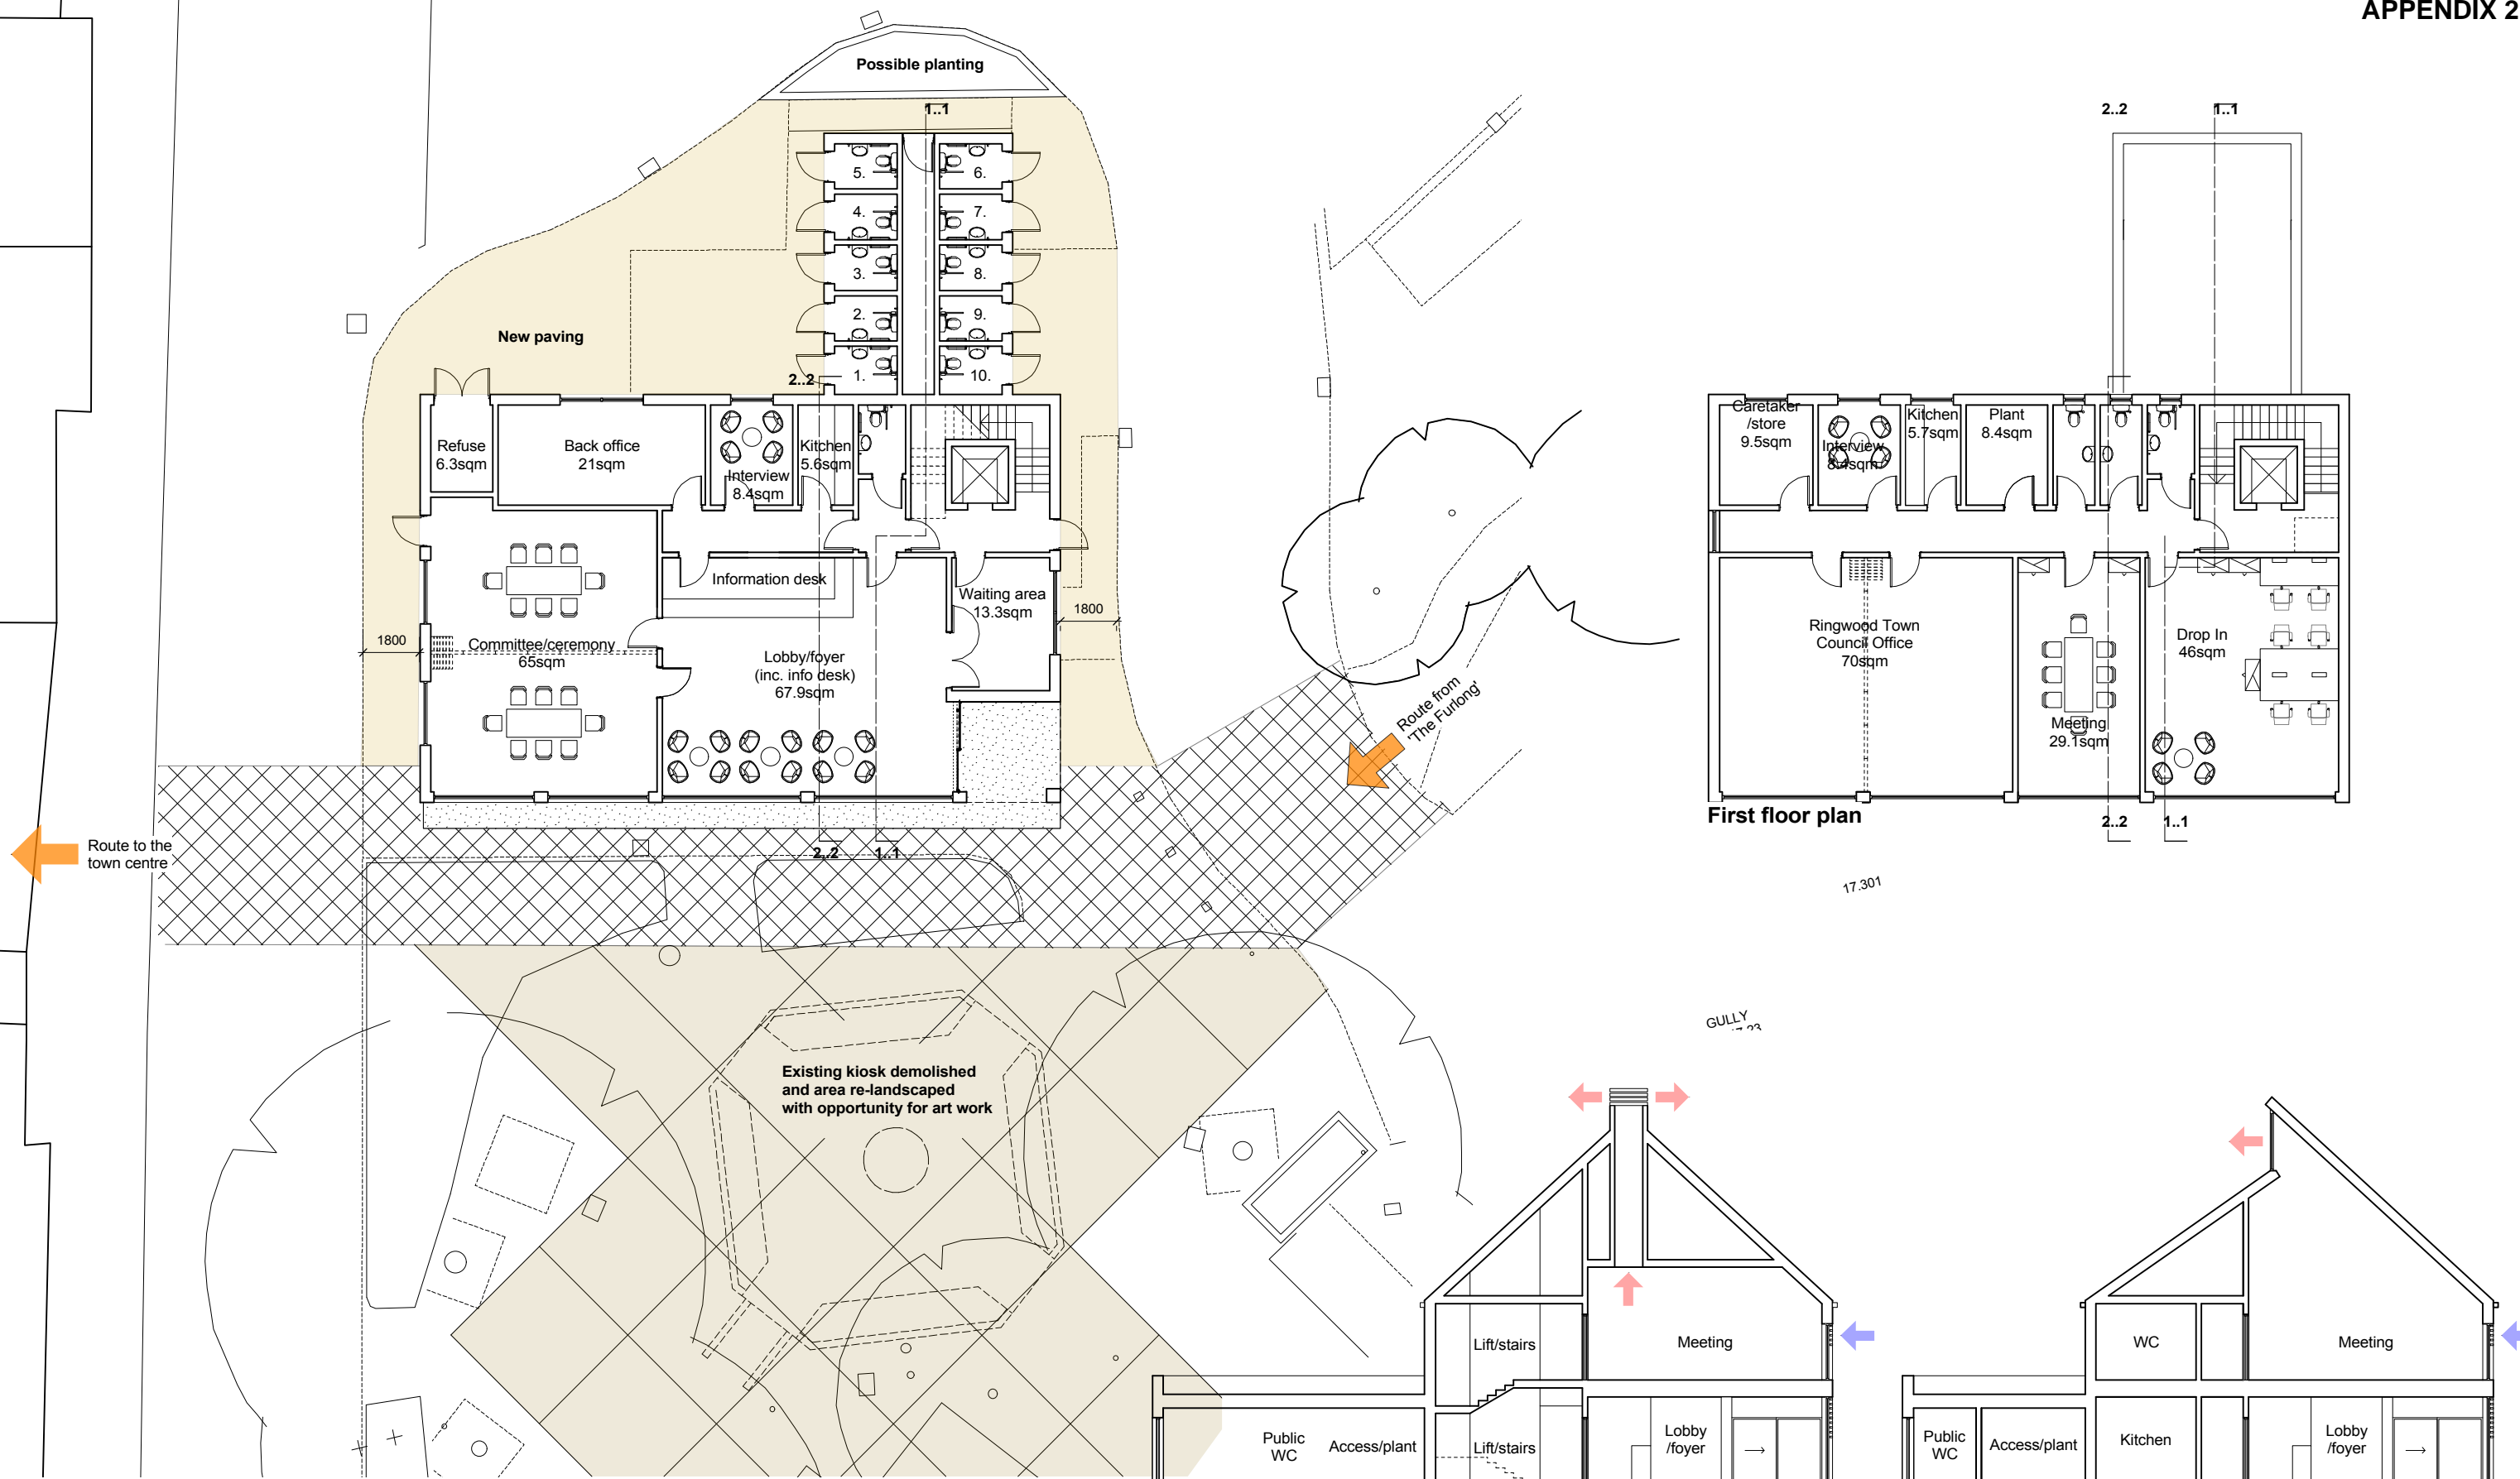 APPENDIX 2
Possible planting
1..1
5.
6.
4.
7.
3.
8.
2.
9.
1.
10.
New paving
2..2
Refuse
6.3sqm
Back office
21sqm
Interview
8.4sqm
Kitchen
5.6sqm
Information desk
Waiting area
13.3sqm
1800
1800
Committee/ceremony
65sqm
Lobby/foyer
(inc. info desk)
67.9sqm
Route from
'The Furlong'
Route to the
town centre
2..2
1..1
Existing kiosk demolished
and area re-landscaped
with opportunity for art work
2..2
1..1
Caretaker
/store
9.5sqm
Interview
8.4sqm
Kitchen
5.7sqm
Plant
8.4sqm
Ringwood Town
Council Office
70sqm
Meeting
29.1sqm
Drop In
46sqm
First floor plan
2..2
1..1
17.301
GULLY
Lift/stairs
Meeting
Public
WC
Access/plant
Lift/stairs
Lobby
/foyer
WC
Meeting
Public
WC
Access/plant
Kitchen
Lobby
/foyer